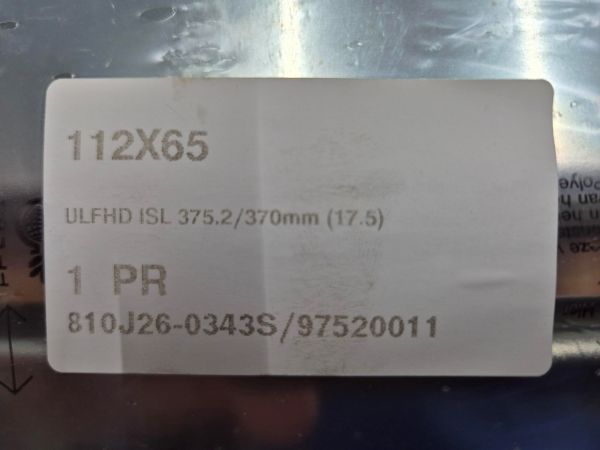 112X65
ULFHD ISL 375.2/370mm (17.5)
1 PR
810J26-0343S/97520011